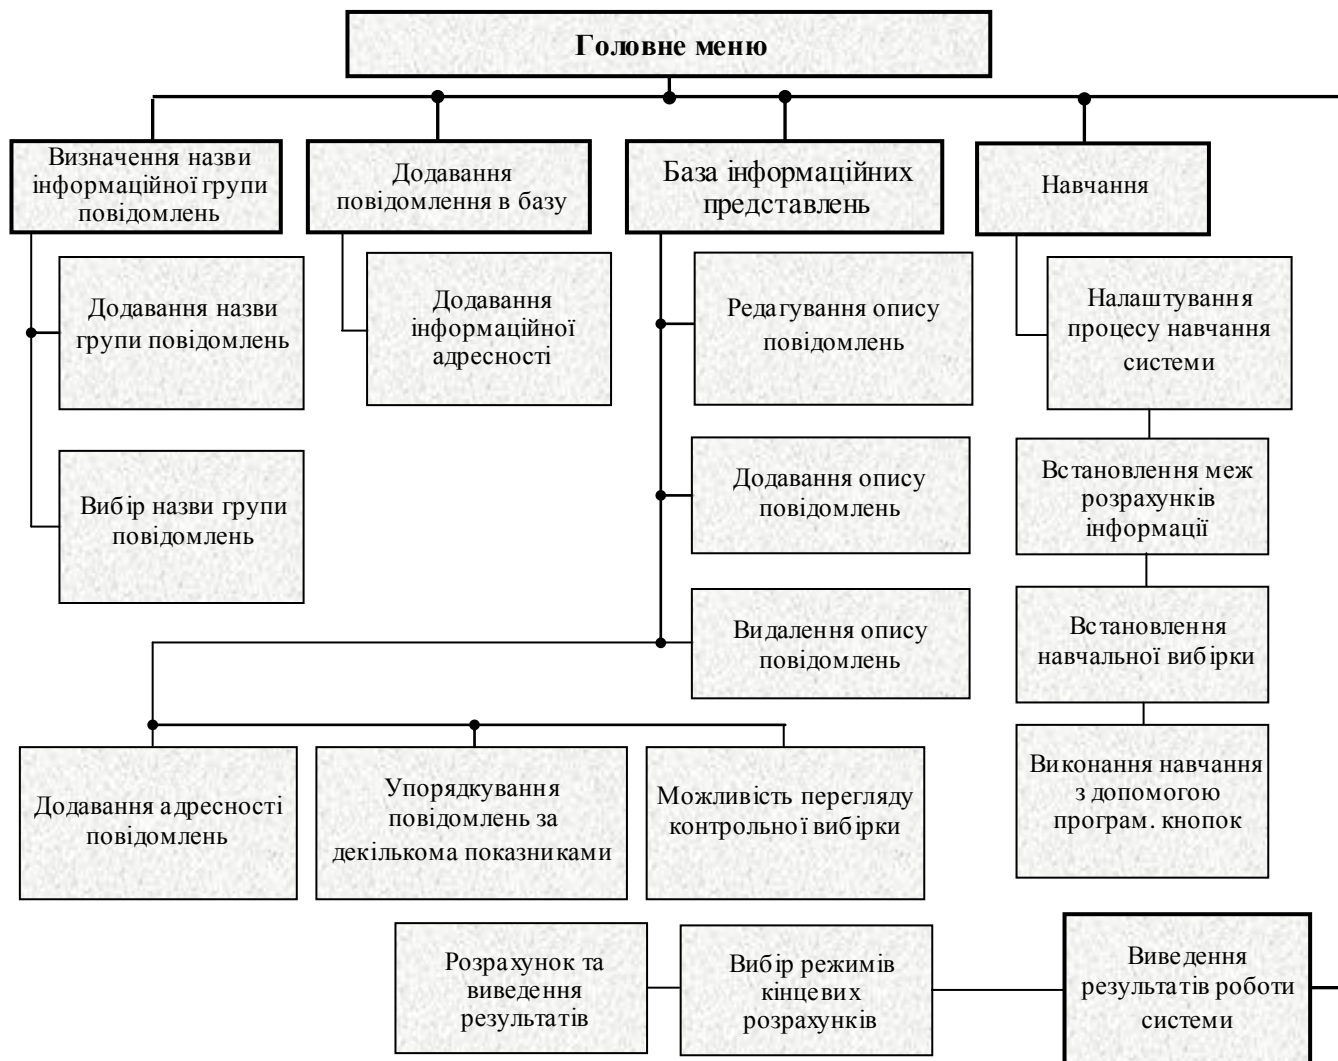 Головне меню
Визначення назви
інформаційної групи
повідомлень
Додавання
повідомлення в базу
База інформаційних
представлень
Навчання
Додавання назви
групи повідомлень
Додавання
інформаційної
адресності
Редагування опису
повідомлень
Налаштування
процесу навчання
системи
Вибір назви групи
повідомлень
Додавання опису
повідомлень
Встановлення меж
розрахунків
інформації
Видалення опису
повідомлень
Встановлення
навчальної вибірки
Додавання адресності
повідомлень
Упорядкування
повідомлень за
декількома показниками
Можливість перегляду
контрольної вибірки
Виконання навчання
з допомогою
програм. кнопок
Розрахунок та
виведення
результатів
Вибір режимів
кінцевих
розрахунків
Виведення
результатів роботи
системи